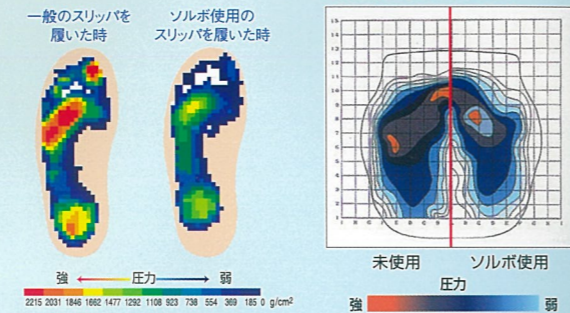 一般のスリッパを
履いた時
ソルボ使用の
スリッパを履いた時
強 圧力 弱
2215 2031 1846 1662 1477 1292 1108 923 738 554 369 185 0 g/cm²
未使用 ソルボ使用
圧力
強 弱